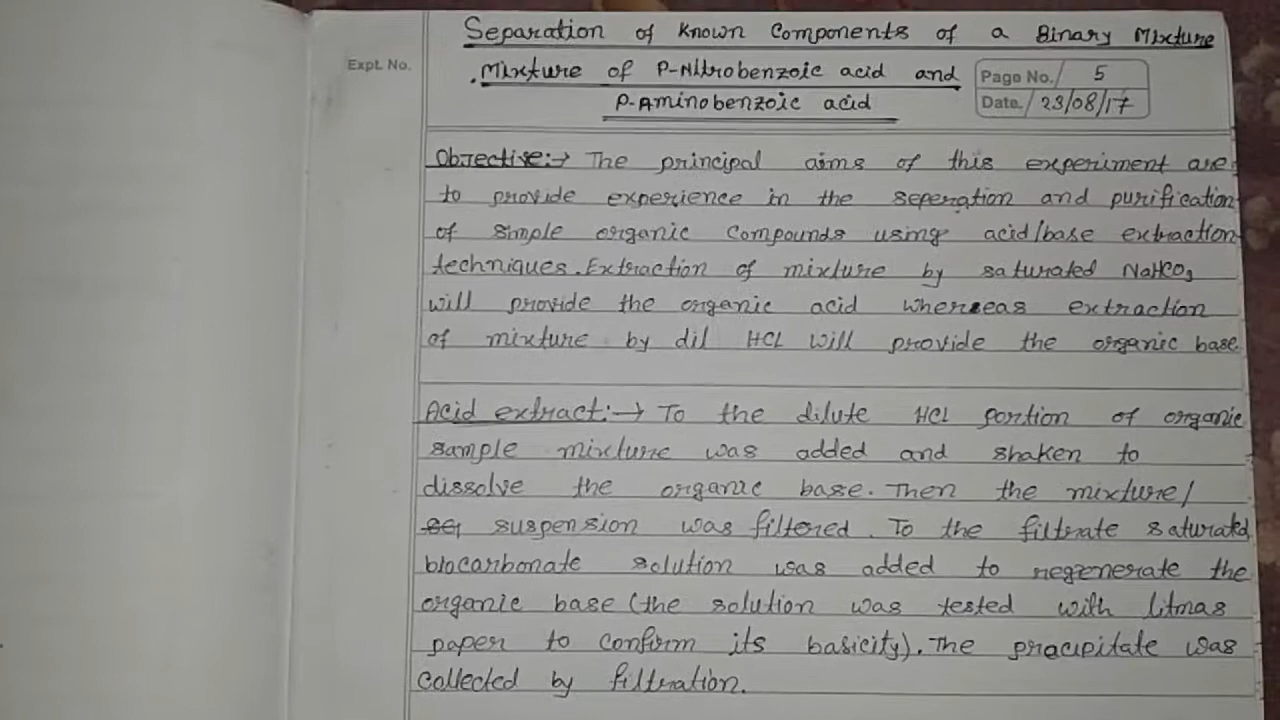 Separation of Known Components of a Binary Mixture
Expt. No.
Mixture of P-Nitrobenzoic acid and
Page No. 5
P-Aminobenzoic acid
Date. 23/08/17
Objective:→ The principal aims of this experiment are
to provide experience in the seperation and purification
of simple organic compounds using acid/base extraction
techniques. Extraction of mixture by saturated NaHCO3
will provide the organic acid whereas extraction
of mixture by dil HCL will provide the organic base
Acid extract:→ To the dilute HCL portion of organic
sample mixture was added and shaken to
dissolve the organic base. Then the mixture/
suspension was filtered. To the filtrate saturated
biocarbonate solution was added to regenerate the
organic base (the solution was tested with litmas
paper to confirm its basicity). The pracipitate was
collected by filtration.